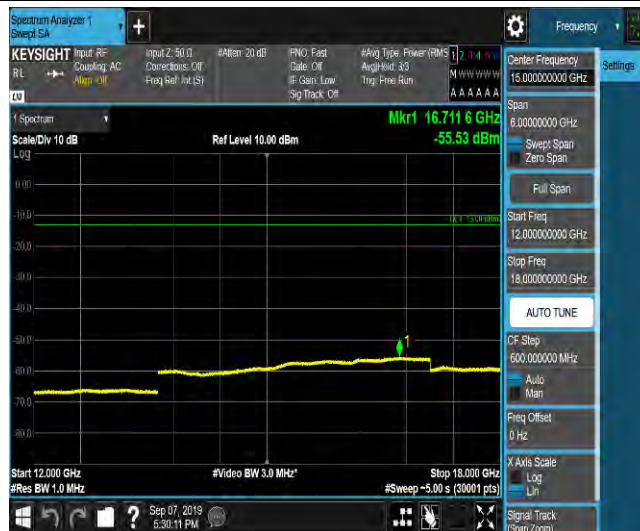 Spectrum Analyzer 1
Swept SA
+
Frequency
KEYSIGHT
RL
LV
Input: RF
Coupling: AC
Align: Off
Input Z: 50 Ω
Corrections: Off
Freq Ref: Int (S)
#Atten: 20 dB
PNO: Fast
Gate: Off
IF Gain: Low
Sig Track: Off
#Avg Type: Power (RMS
Avg|Hold: 3/3
Trig: Free Run
A A A A A A
1 Spectrum
Scale/Div 10 dB
Log
Ref Level 10.00 dBm
Mkr1 16.711 6 GHz
-55.53 dBm
0.00
-10.0
-20.0
-30.0
-40.0
-50.0
-60.0
-70.0
-80.0
1
Start 12.000 GHz
#Res BW 1.0 MHz
#Video BW 3.0 MHz*
Stop 18.000 GHz
#Sweep ~5.00 s (30001 pts)
Sep 07, 2019
5:30:11 PM
Settings
Center Frequency
15.000000000 GHz
Span
6.00000000 GHz
Swept Span
Zero Span
Full Span
Start Freq
12.000000000 GHz
Stop Freq
18.000000000 GHz
AUTO TUNE
CF Step
600.000000 MHz
Auto
Man
Freq Offset
0 Hz
X Axis Scale
Log
Lin
Signal Track
(Span Zoom)